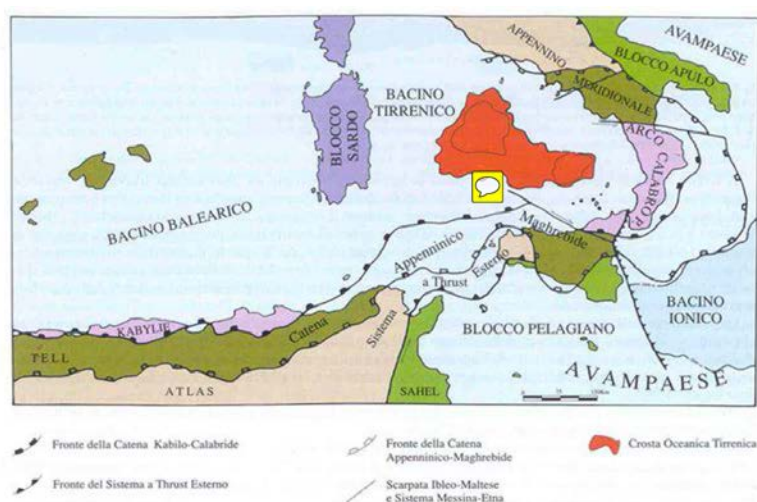 APPENNINO
AVAMPAESE
BLOCCO APULO
MERIDIONALE
BACINO
TIRRENICO
BLOCCO
SARDO
ARCO
CALABRO P.
BACINO BALEARICO
Maghrebide
Appenninico
Esterno
a Thrust
BACINO
IONICO
KABYLIE
Catena
Sistema
BLOCCO PELAGIANO
TELL
AVAMPAESE
ATLAS
SAHEL
Fronte della Catena Kabilo-Calabride
Fronte della Catena
Appenninico-Maghrebide
Crosta Oceanica Tirrenica
Fronte del Sistema a Thrust Esterno
Scarpata Ibleo-Maltese
e Sistema Messina-Etna